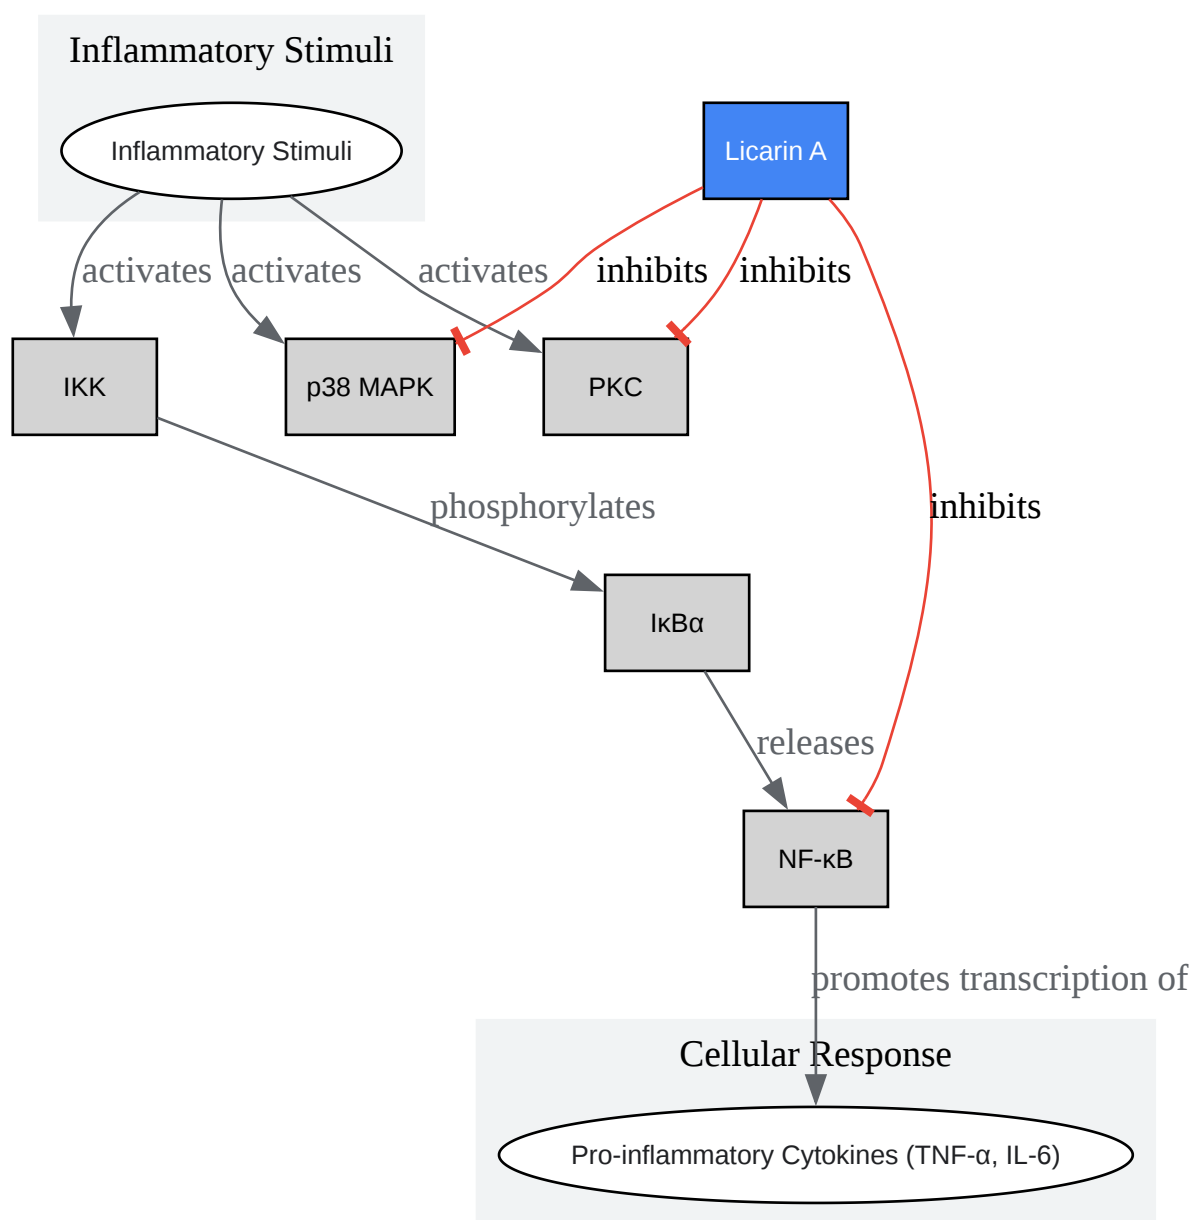 Inflammatory Stimuli
Inflammatory Stimuli
Licarin A
activates
activates
activates
inhibits
inhibits
IKK
p38 MAPK
PKC
phosphorylates
inhibits
IκBα
releases
NF-κB
promotes transcription of
Cellular Response
Pro-inflammatory Cytokines (TNF-α, IL-6)